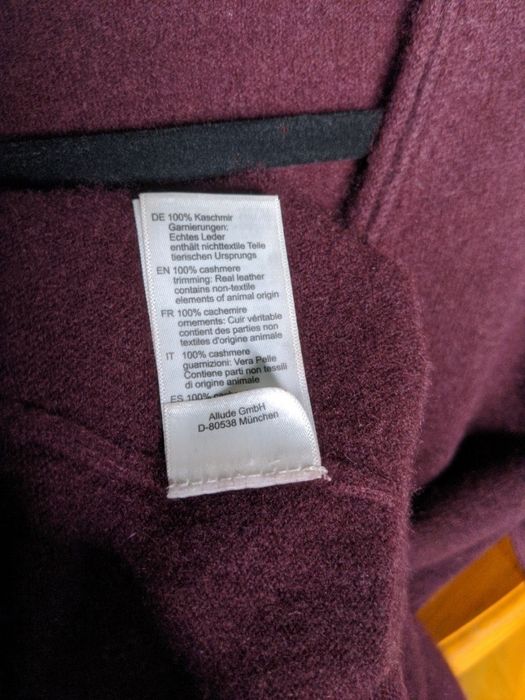 DE 100% Kaschmir
Garnierungen:
Echtes Leder
enthält nichttextile Teile
tierischen Ursprungs
EN 100% cashmere
trimming: Real leather
contains non-textile
elements of animal origin
FR 100% cachemire
ornements: Cuir véritable
contient des parties non
textiles d'origine animale
IT 100% cashmere
guarnizioni: Vera Pelle
Contiene parti non tessili
di origine animale
ES 100%
Allude GmbH
D-80538 München